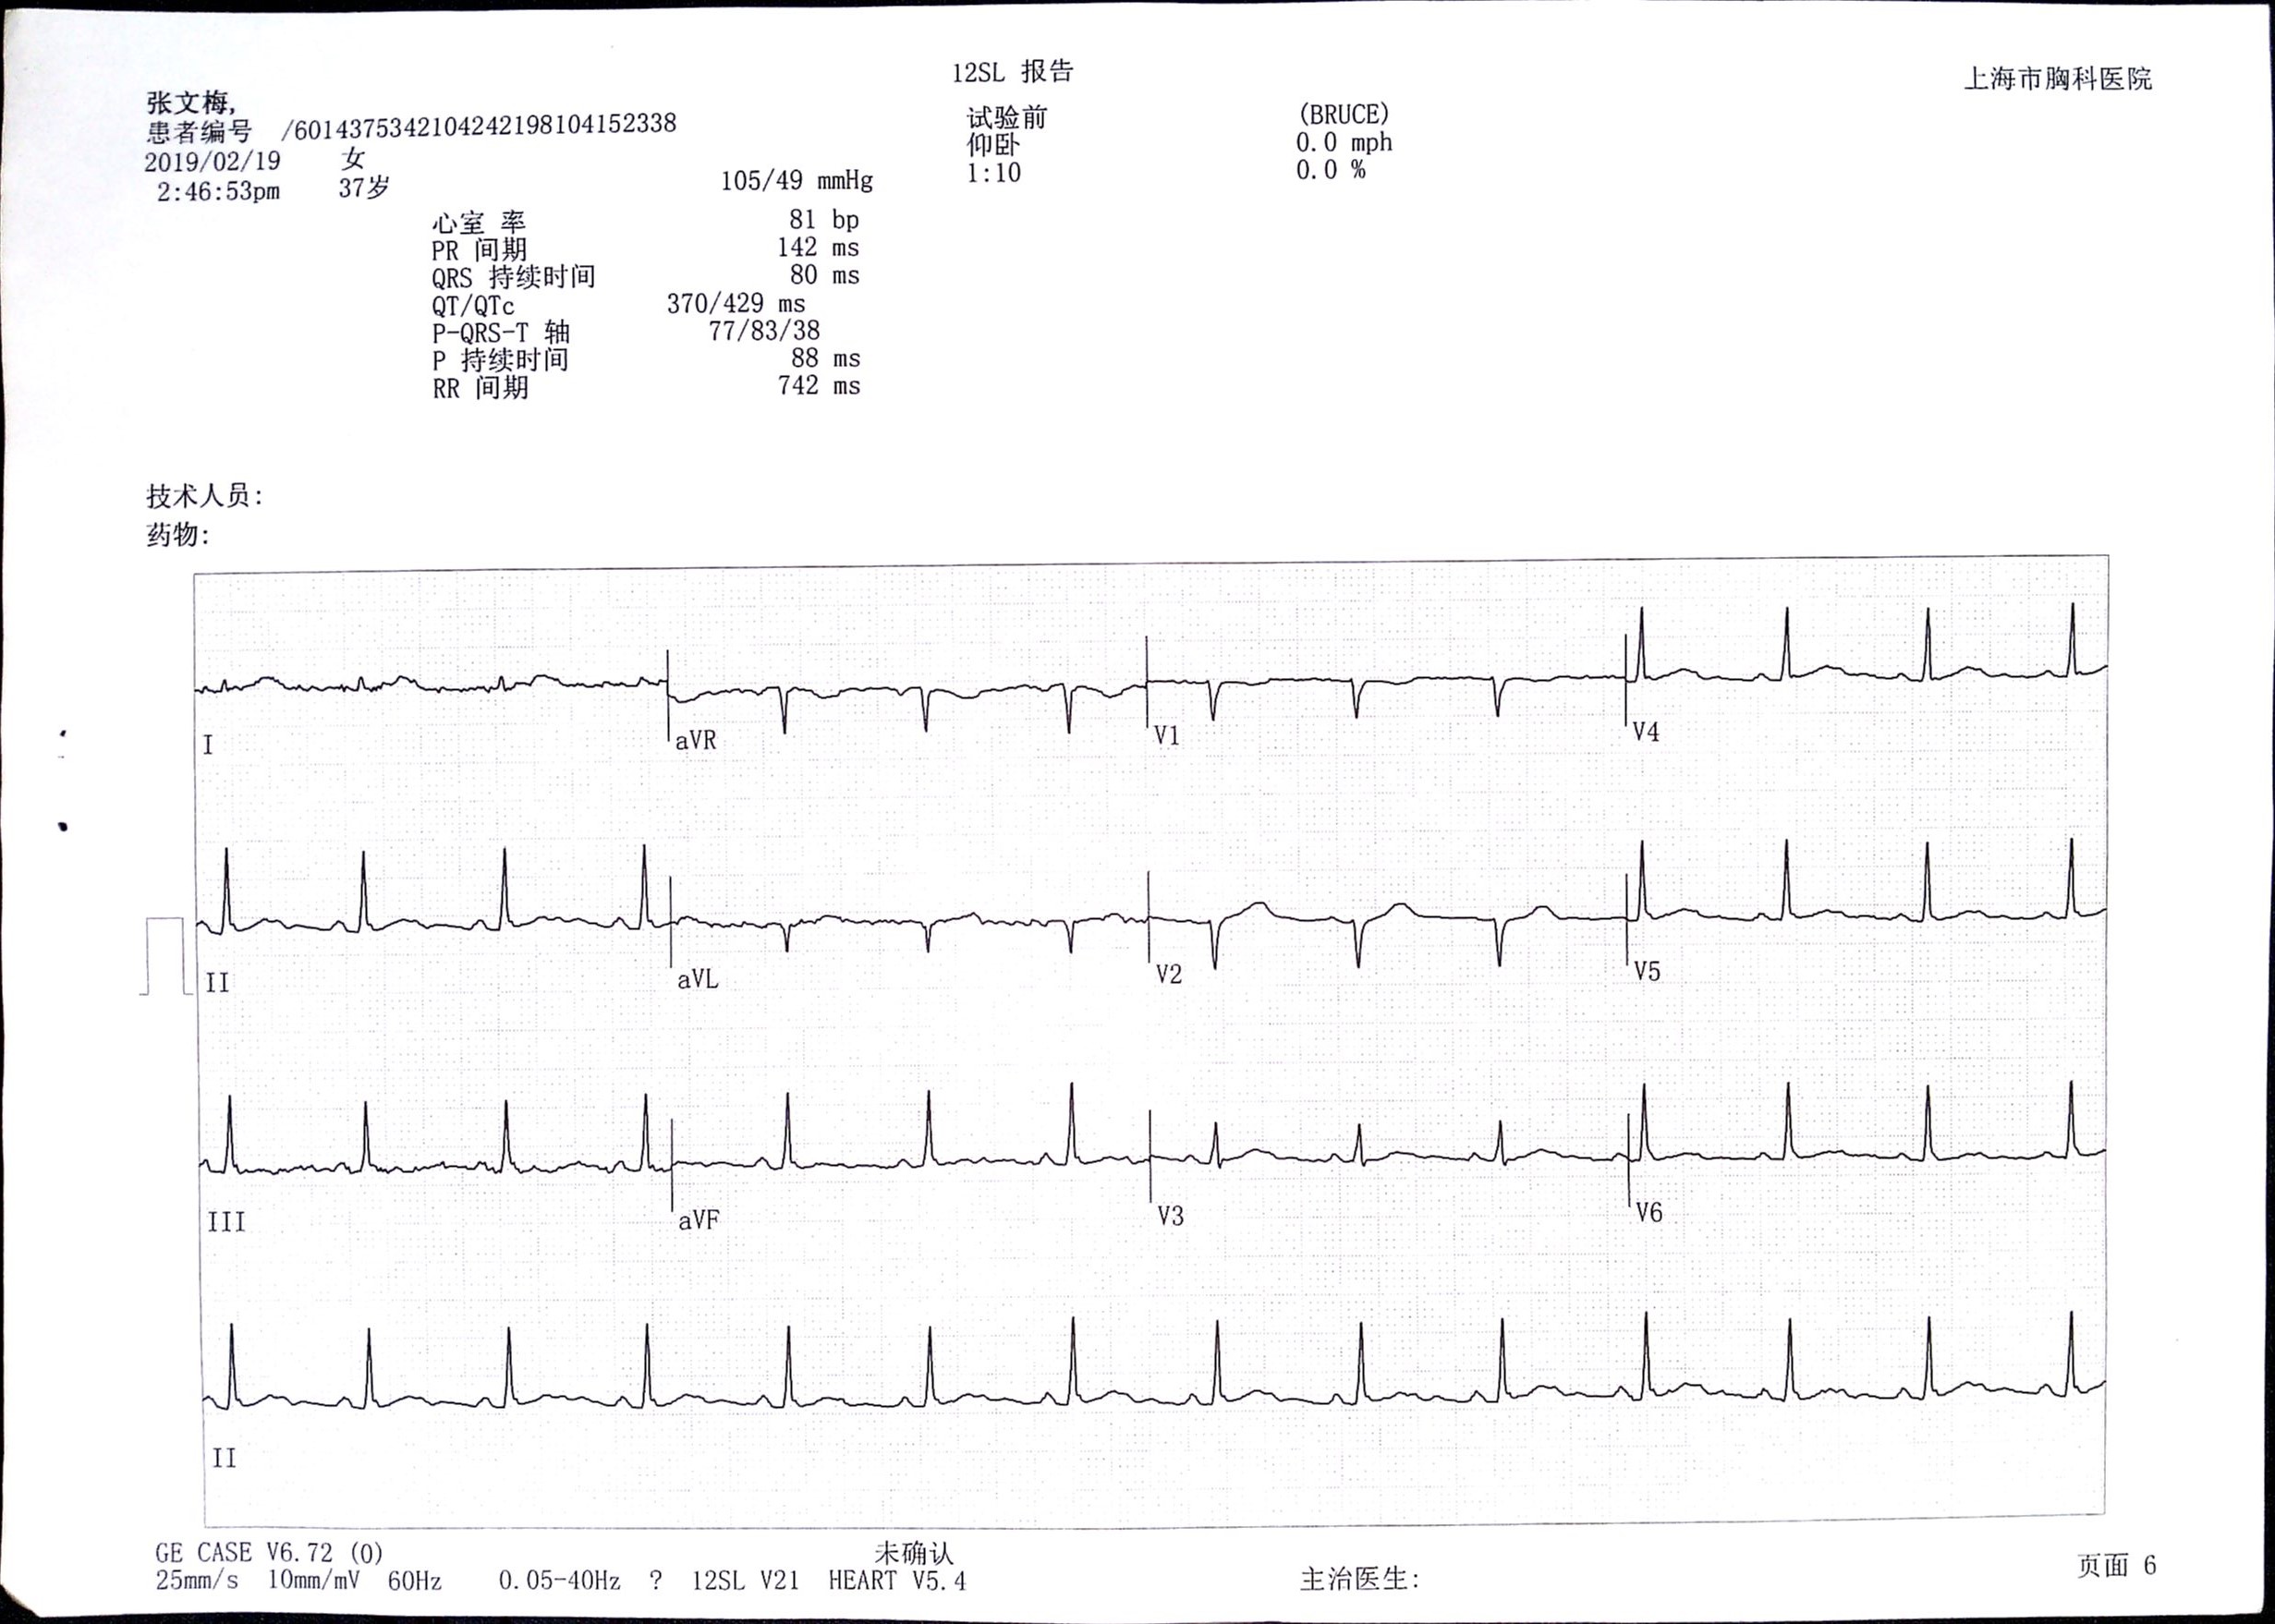 12SL 报告
上海市胸科医院
张文梅,
患者编号 /6014375342104242198104152338
2019/02/19 女
2:46:53pm 37岁
105/49 mmHg
试验前 (BRUCE)
仰卧 0.0 mph
1:10 0.0 %
心室 率 81 bp
PR 间期 142 ms
QRS 持续时间 80 ms
QT/QTc 370/429 ms
P-QRS-T 轴 77/83/38
P 持续时间 88 ms
RR 间期 742 ms
技术人员:
药物:
I aVR V1 V4
II aVL V2 V5
III aVF V3 V6
II
GE CASE V6.72 (0) 未确认 页面 6
25mm/s 10mm/mV 60Hz 0.05-40Hz ? 12SL V21 HEART V5.4 主治医生: